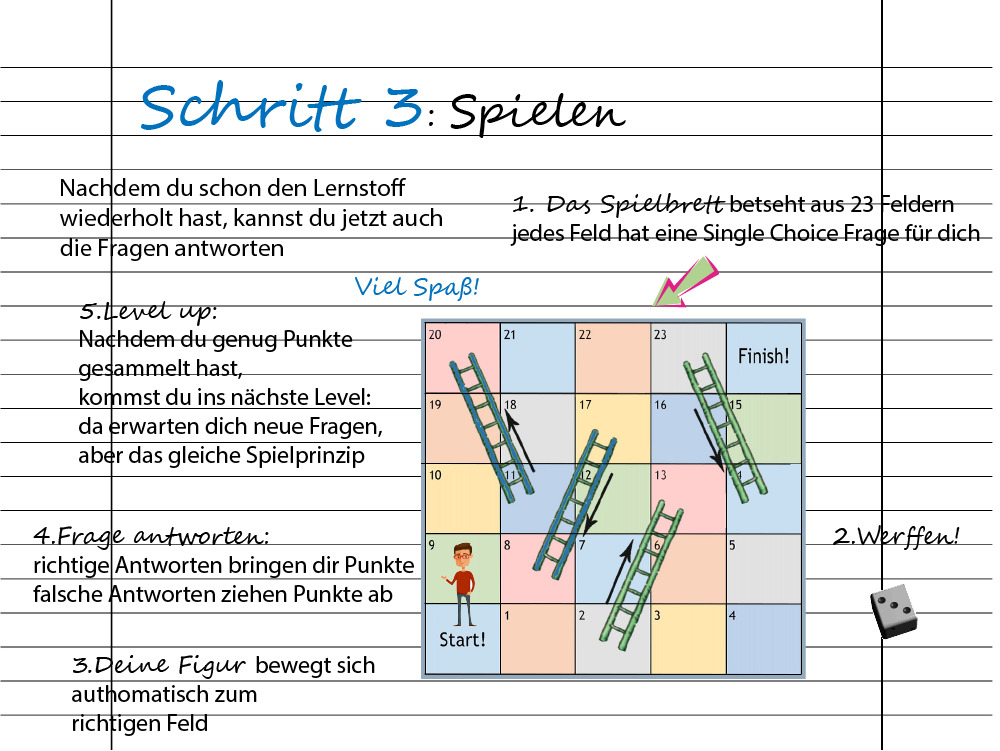 Schritt 3: Spielen
Nachdem du schon den Lernstoff
wiederholt hast, kannst du jetzt auch
die Fragen antworten
1. Das Spielbrett betseht aus 23 Feldern
jedes Feld hat eine Single Choice Frage für dich
Viel Spaß!
5.Level up:
Nachdem du genug Punkte
gesammelt hast,
kommst du ins nächste Level:
da erwarten dich neue Fragen,
aber das gleiche Spielprinzip
4.Frage antworten:
richtige Antworten bringen dir Punkte
falsche Antworten ziehen Punkte ab
3.Deine Figur bewegt sich
authomatisch zum
richtigen Feld
20 21 22 23 Finish!
19 18 17 16 15
10 11 12 13
9 8 7 6 5
Start! 1 2 3 4
2.Werffen!